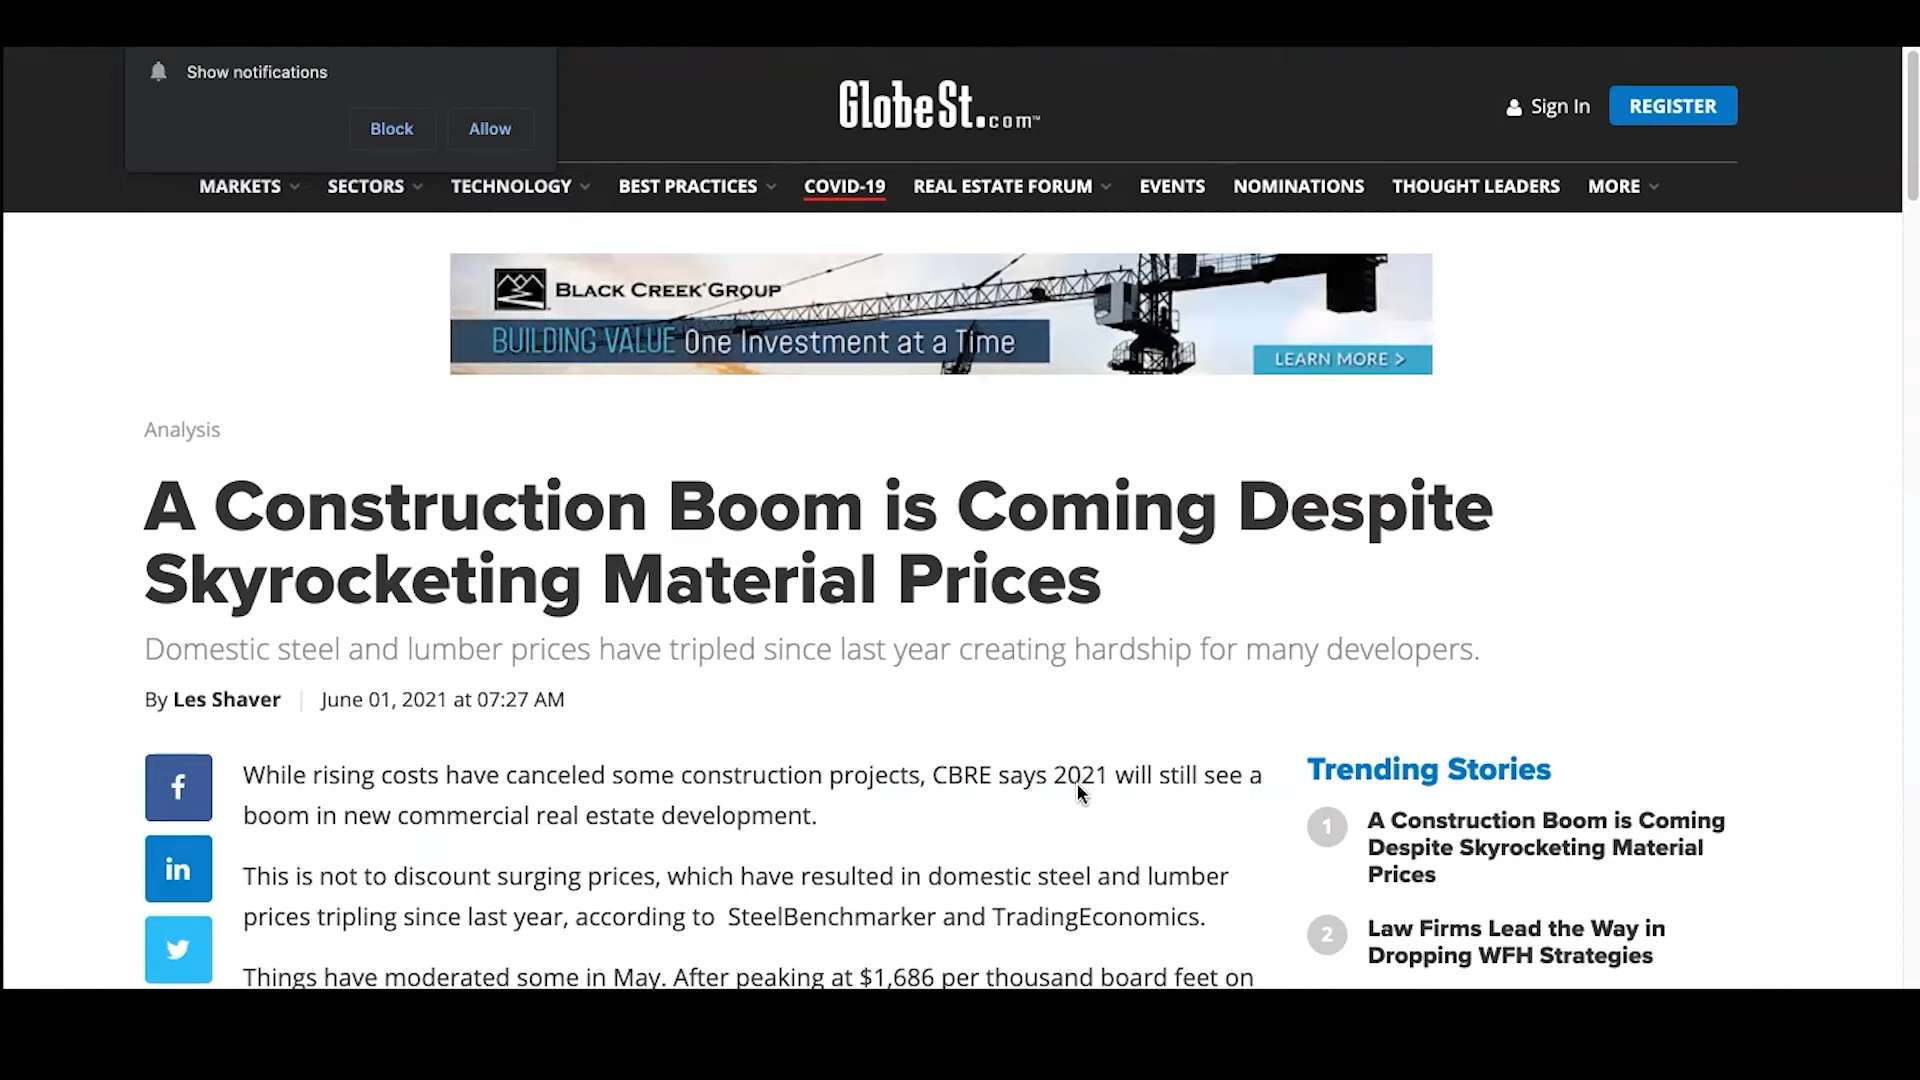 Show notifications
Block
Allow
GlobeSt.com™
Sign In
REGISTER
MARKETS
SECTORS
TECHNOLOGY
BEST PRACTICES
COVID-19
REAL ESTATE FORUM
EVENTS
NOMINATIONS
THOUGHT LEADERS
MORE
BLACK CREEK GROUP
BUILDING VALUE One Investment at a Time
LEARN MORE >
Analysis
A Construction Boom is Coming Despite
Skyrocketing Material Prices
Domestic steel and lumber prices have tripled since last year creating hardship for many developers.
By Les Shaver | June 01, 2021 at 07:27 AM
f
in
While rising costs have canceled some construction projects, CBRE says 2021 will still see a
boom in new commercial real estate development.
This is not to discount surging prices, which have resulted in domestic steel and lumber
prices tripling since last year, according to SteelBenchmarker and TradingEconomics.
Things have moderated some in May. After peaking at $1,686 per thousand board feet on
Trending Stories
1
A Construction Boom is Coming
Despite Skyrocketing Material
Prices
2
Law Firms Lead the Way in
Dropping WFH Strategies